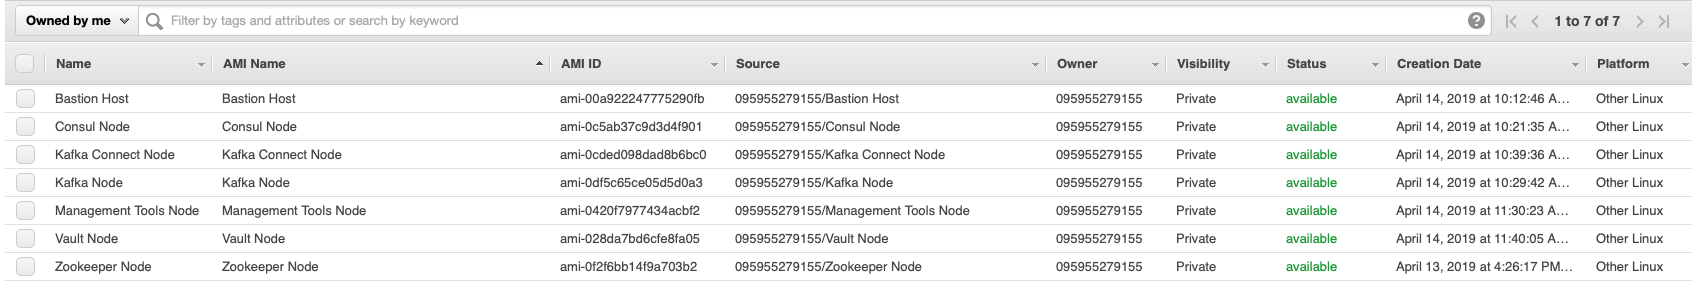 Owned by me Filter by tags and attributes or search by keyword ? 1 to 7 of 7
Name AMI Name AMI ID Source Owner Visibility Status Creation Date Platform
Bastion Host Bastion Host ami-00a922247775290fb 095955279155/Bastion Host 095955279155 Private available April 14, 2019 at 10:12:46 A... Other Linux
Consul Node Consul Node ami-0c5ab37c9d3d4f901 095955279155/Consul Node 095955279155 Private available April 14, 2019 at 10:21:35 A... Other Linux
Kafka Connect Node Kafka Connect Node ami-0cded098dad8b6bc0 095955279155/Kafka Connect Node 095955279155 Private available April 14, 2019 at 10:39:36 A... Other Linux
Kafka Node Kafka Node ami-0df5c65ce05d5d0a3 095955279155/Kafka Node 095955279155 Private available April 14, 2019 at 10:29:42 A... Other Linux
Management Tools Node Management Tools Node ami-0420f7977434acbf2 095955279155/Management Tools Node 095955279155 Private available April 14, 2019 at 11:30:23 A... Other Linux
Vault Node Vault Node ami-028da7bd6cfe8fa05 095955279155/Vault Node 095955279155 Private available April 14, 2019 at 11:40:05 A... Other Linux
Zookeeper Node Zookeeper Node ami-0f2f6bb14f9a703b2 095955279155/Zookeeper Node 095955279155 Private available April 13, 2019 at 4:26:17 PM... Other Linux